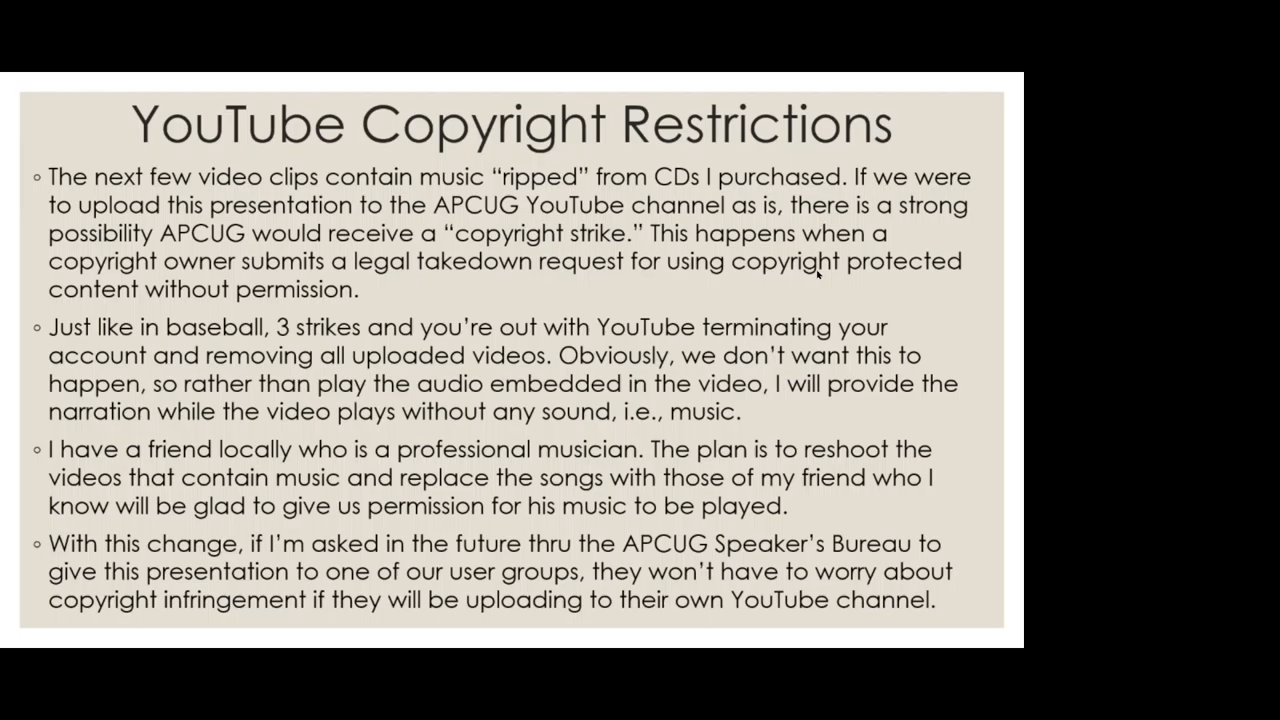 YouTube Copyright Restrictions
◦ The next few video clips contain music “ripped” from CDs I purchased. If we were
to upload this presentation to the APCUG YouTube channel as is, there is a strong
possibility APCUG would receive a “copyright strike.” This happens when a
copyright owner submits a legal takedown request for using copyright protected
content without permission.
◦ Just like in baseball, 3 strikes and you’re out with YouTube terminating your
account and removing all uploaded videos. Obviously, we don’t want this to
happen, so rather than play the audio embedded in the video, I will provide the
narration while the video plays without any sound, i.e., music.
◦ I have a friend locally who is a professional musician. The plan is to reshoot the
videos that contain music and replace the songs with those of my friend who I
know will be glad to give us permission for his music to be played.
◦ With this change, if I’m asked in the future thru the APCUG Speaker’s Bureau to
give this presentation to one of our user groups, they won’t have to worry about
copyright infringement if they will be uploading to their own YouTube channel.